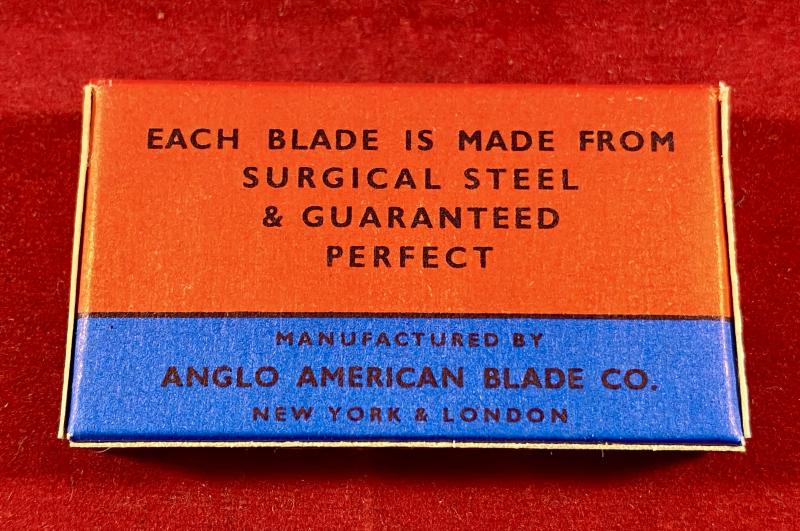 EACH BLADE IS MADE FROM
SURGICAL STEEL
& GUARANTEED
PERFECT
MANUFACTURED BY
ANGLO AMERICAN BLADE CO.
NEW YORK & LONDON